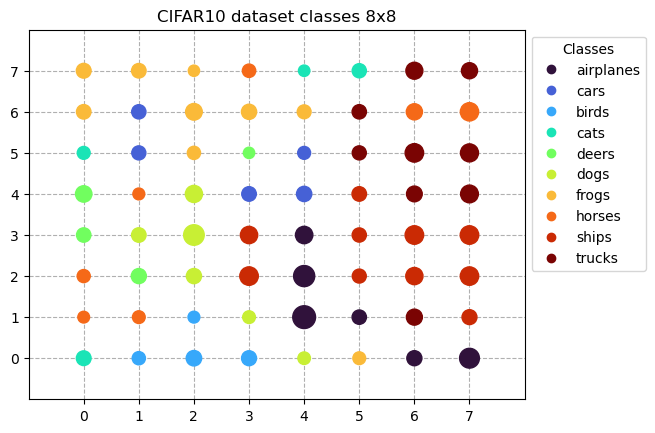 CIFAR10 dataset classes 8x8
7
6
5
4
3
2
1
0
0 1 2 3 4 5 6 7
Classes
airplanes
cars
birds
cats
deers
dogs
frogs
horses
ships
trucks